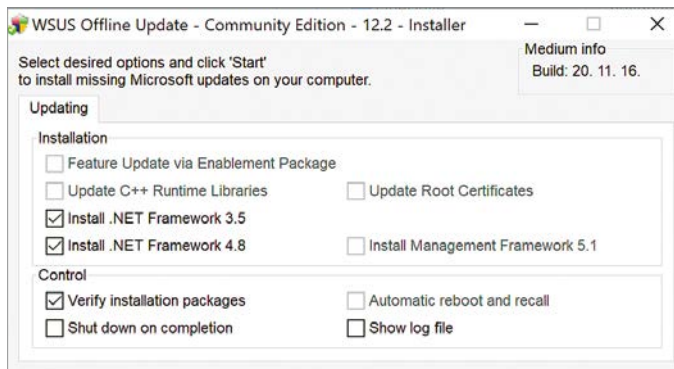 WSUS Offline Update - Community Edition - 12.2 - Installer
Select desired options and click 'Start'
to install missing Microsoft updates on your computer.
Medium info
Build: 20. 11. 16.
Updating
Installation
Feature Update via Enablement Package
Update C++ Runtime Libraries
Update Root Certificates
Install .NET Framework 3.5
Install .NET Framework 4.8
Install Management Framework 5.1
Control
Verify installation packages
Automatic reboot and recall
Shut down on completion
Show log file